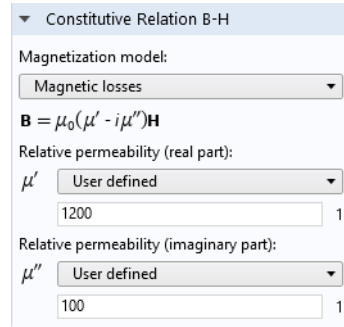 Constitutive Relation B-H
Magnetization model:
Magnetic losses
B = μ₀(μ′ - iμ″)H
Relative permeability (real part):
μ′ User defined
1200 1
Relative permeability (imaginary part):
μ″ User defined
100 1